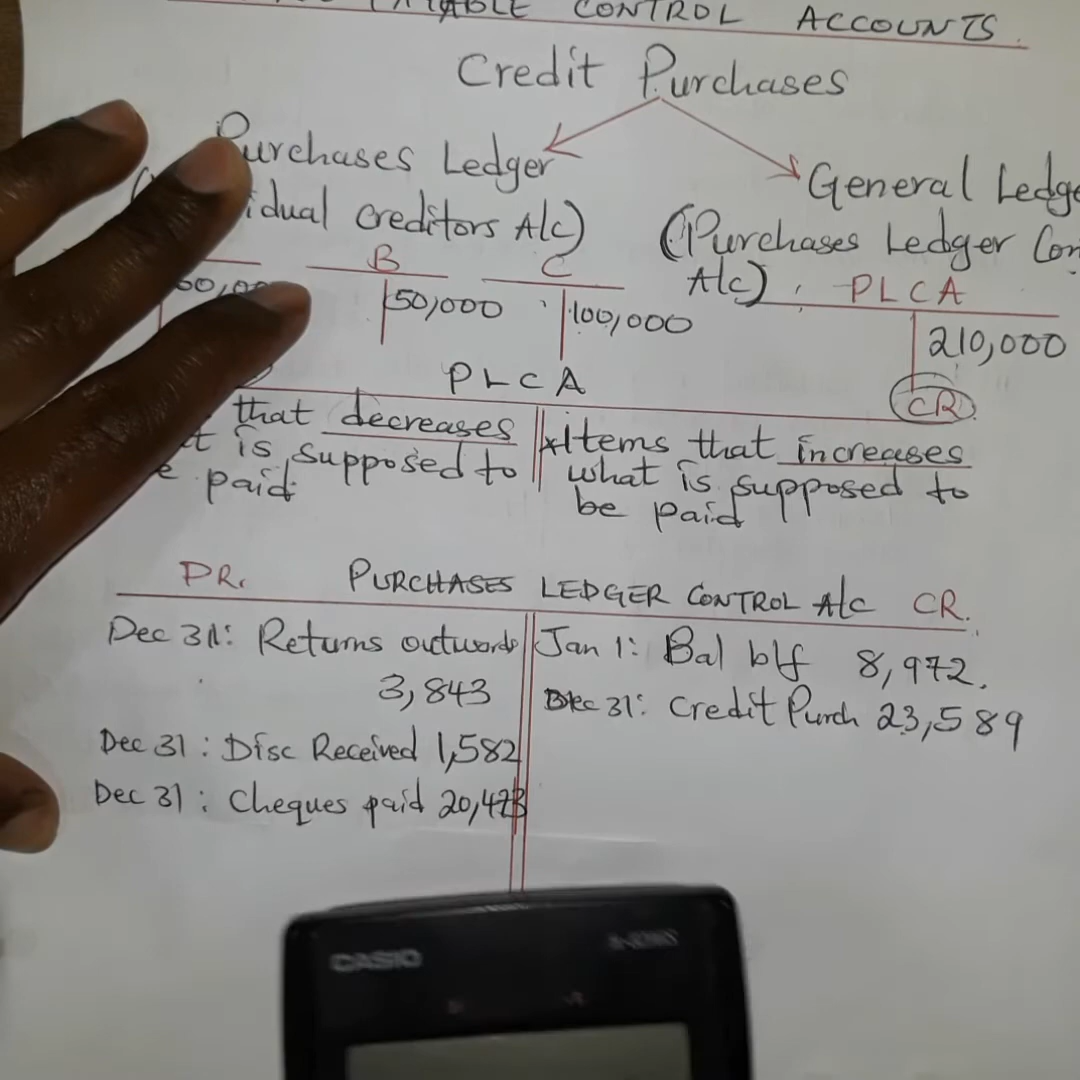 CONTROL ACCOUNTS.
Credit Purchases
Purchases Ledger
creditors A/c)
General
(Purchases Ledger
A/c). PLCA
B
C
50,000
100,000
210,000
CR
PLCA
that decreases
is supposed to
paid
*Items that increases
what is supposed to
be paid
DR. PURCHASES LEDGER CONTROL A/c CR.
Dec 31: Returns outwards
3,843
Dec 31: Disc Received 1,582
Dec 31: Cheques paid 20,473
Jan 1: Bal b/f 8,972.
Dec 31: Credit Purch 23,589
CASIO